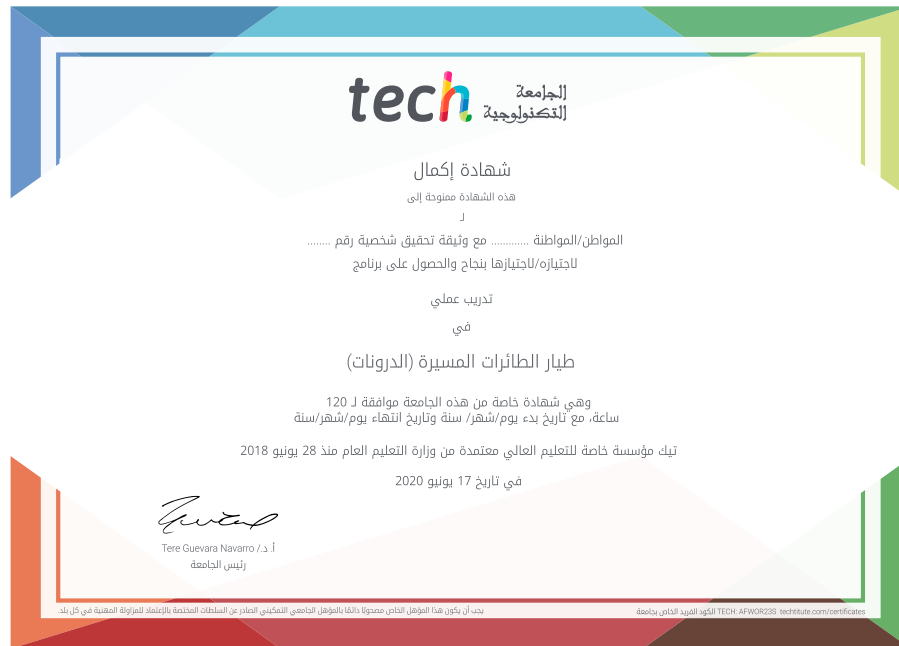 tech
الجامعة
التكنولوجية
شهادة إكمال
هذه الشهادة ممنوحة إلى
لـ
المواطن/المواطنة ............ مع وثيقة تحقيق شخصية رقم ........
لاجتيازه/لاجتيازها بنجاح والحصول على برنامج
تدريب عملي
في
طيار الطائرات المسيرة (الدرونات)
وهي شهادة خاصة من هذه الجامعة موافقة لـ 120
ساعة، مع تاريخ بدء يوم/شهر/ سنة وتاريخ انتهاء يوم/شهر/سنة
تيك مؤسسة خاصة للتعليم العالي معتمدة من وزارة التعليم العام منذ 28 يونيو 2018
في تاريخ 17 يونيو 2020
أ. د./ Tere Guevara Navarro
رئيس الجامعة
يجب أن يكون هذا المؤهل الخاص مصحوبًا دائمًا بالمؤهل الجامعي التمكيني الصادر عن السلطات المختصة بالإعتماد للمزاولة المهنية في كل بلد.
الكود الفريد الخاص بجامعة TECH: AFWOR23S techtitute.com/certificates